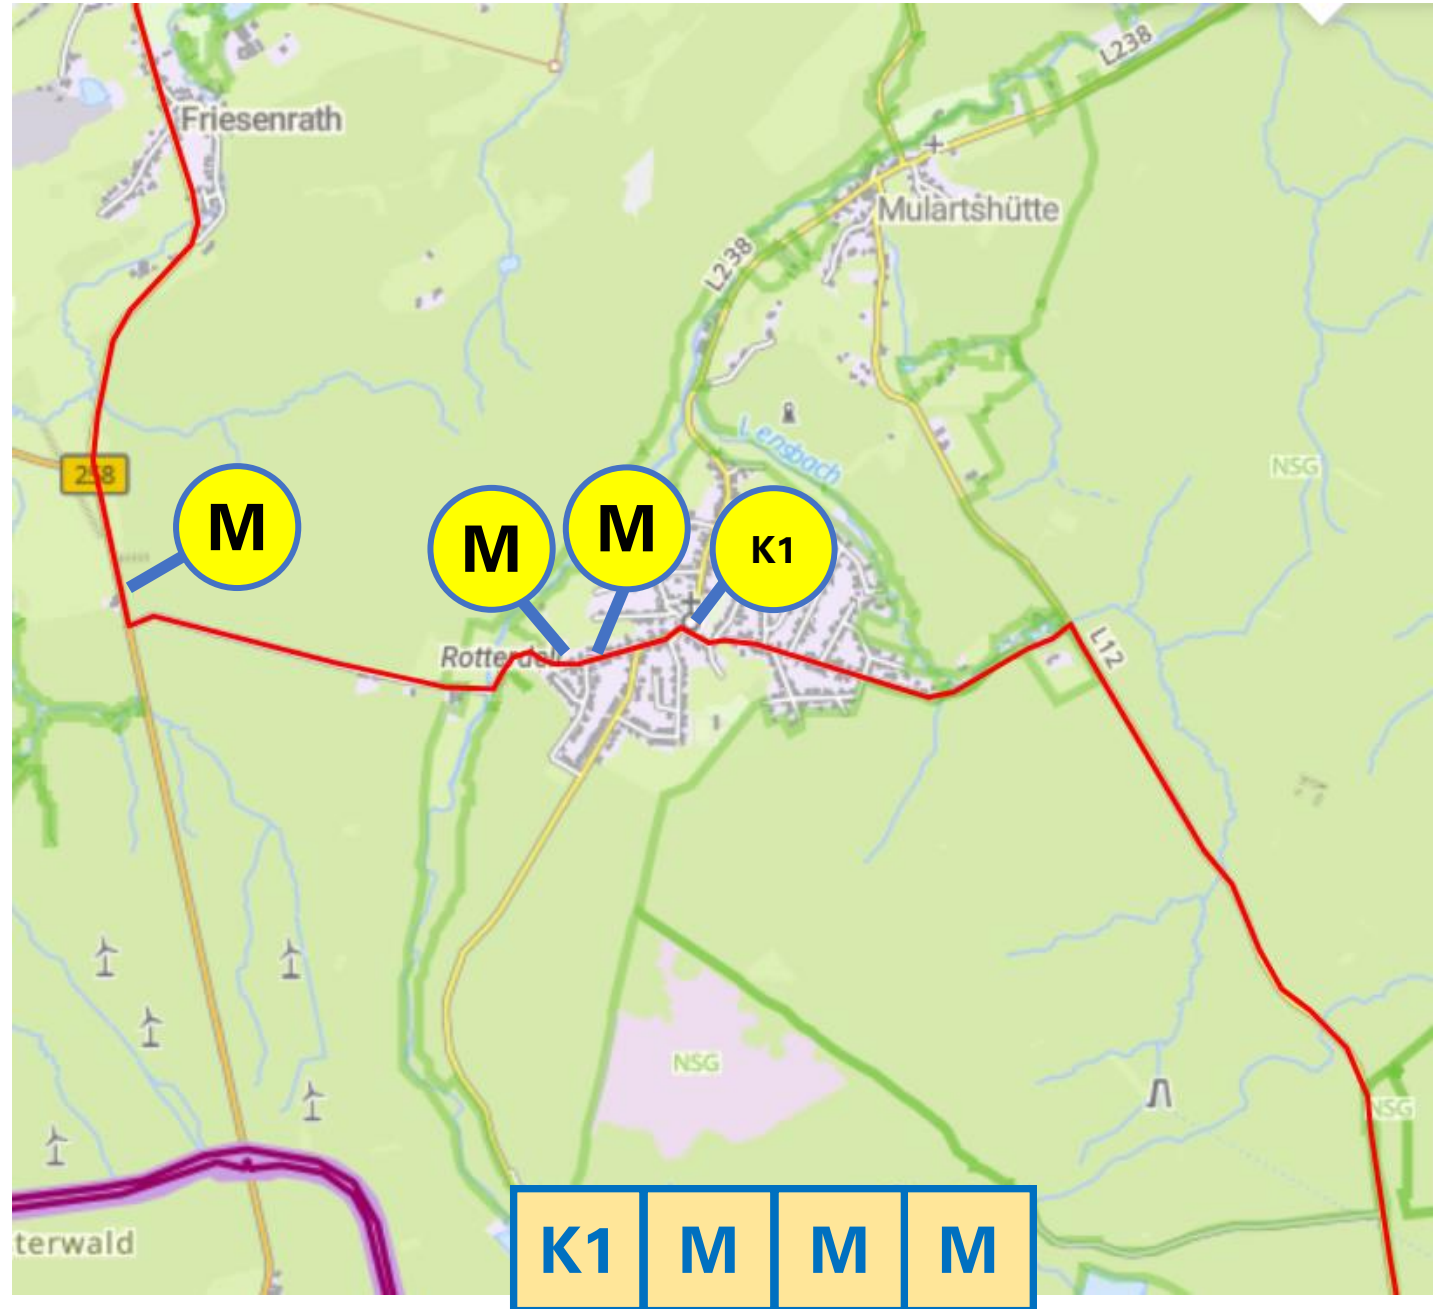 L238
Friesenrath
Mulartshütte
L238
Lensbach
258
NSG
M
M
M
K1
Rotterdell
L12
NSG
NSG
terwald
K1 M M M